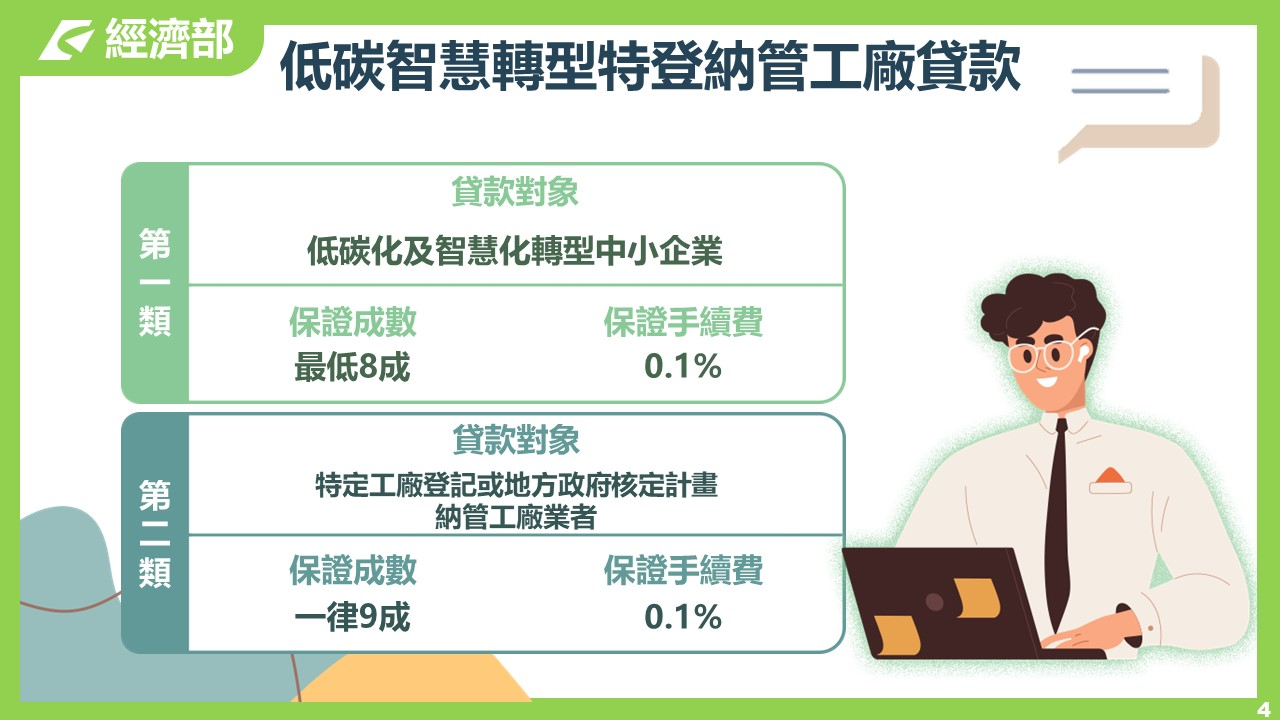 經濟部
低碳智慧轉型特登納管工廠貸款
第一類
貸款對象
低碳化及智慧化轉型中小企業
保證成數
保證手續費
最低8成
0.1%
第二類
貸款對象
特定工廠登記或地方政府核定計畫
納管工廠業者
保證成數
保證手續費
一律9成
0.1%
4